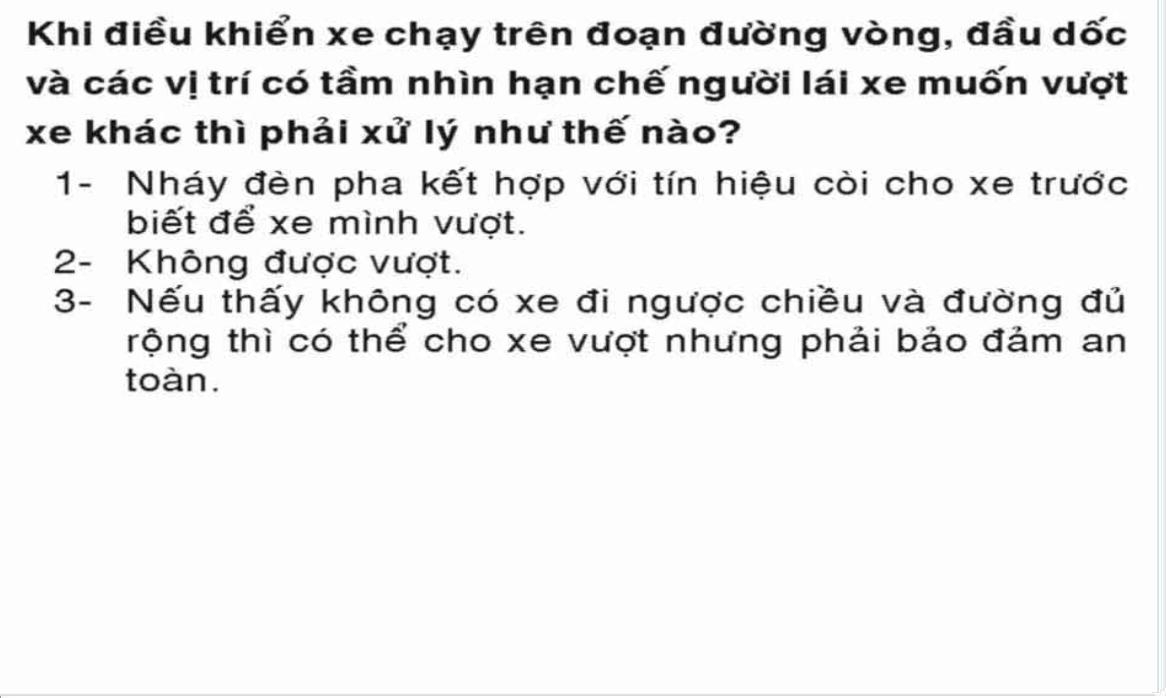 Khi điều khiển xe chạy trên đoạn đường vòng, đầu dốc
và các vị trí có tầm nhìn hạn chế người lái xe muốn vượt
xe khác thì phải xử lý như thế nào?
1- Nháy đèn pha kết hợp với tín hiệu còi cho xe trước
biết để xe mình vượt.
2- Không được vượt.
3- Nếu thấy không có xe đi ngược chiều và đường đủ
rộng thì có thể cho xe vượt nhưng phải bảo đảm an
toàn.